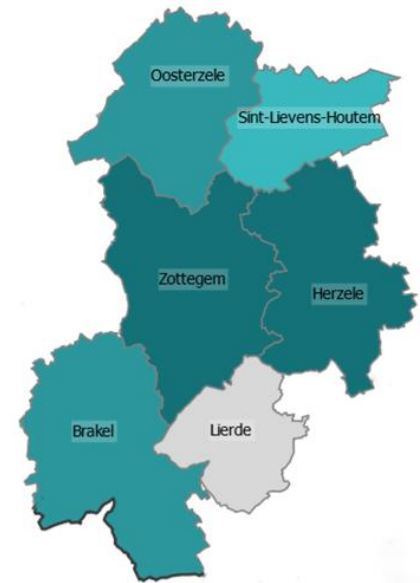 Oosterzele
Sint-Lievens-Houtem
Zottegem
Herzele
Brakel
Lierde